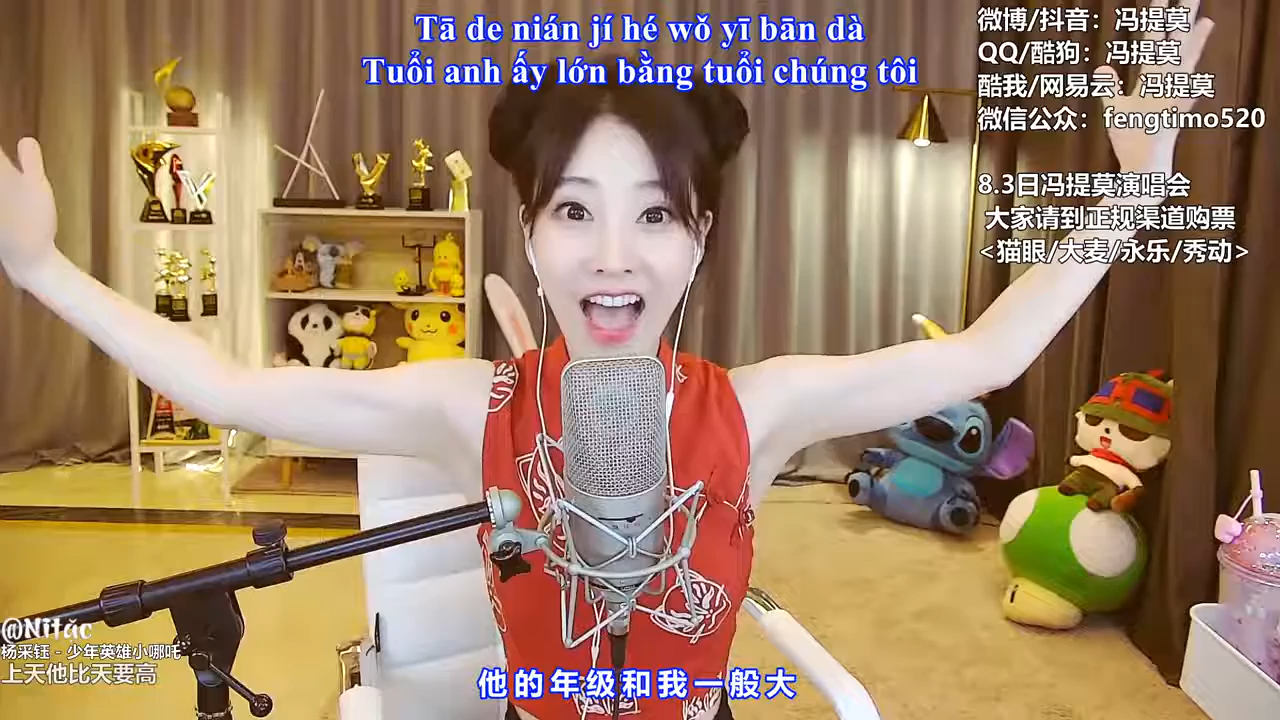 Tā de nián jí hé wǒ yī bān dà
Tuổi anh ấy lớn bằng tuổi chúng tôi
微博/抖音：冯提莫
QQ/酷狗：冯提莫
酷我/网易云：冯提莫
微信公众：fengtimo520
8.3日冯提莫演唱会
大家请到正规渠道购票
<猫眼/大麦/永乐/秀动>
@Nităc
杨采钰 - 少年英雄小哪吒
上天他比天要高
他的年级和我一般大